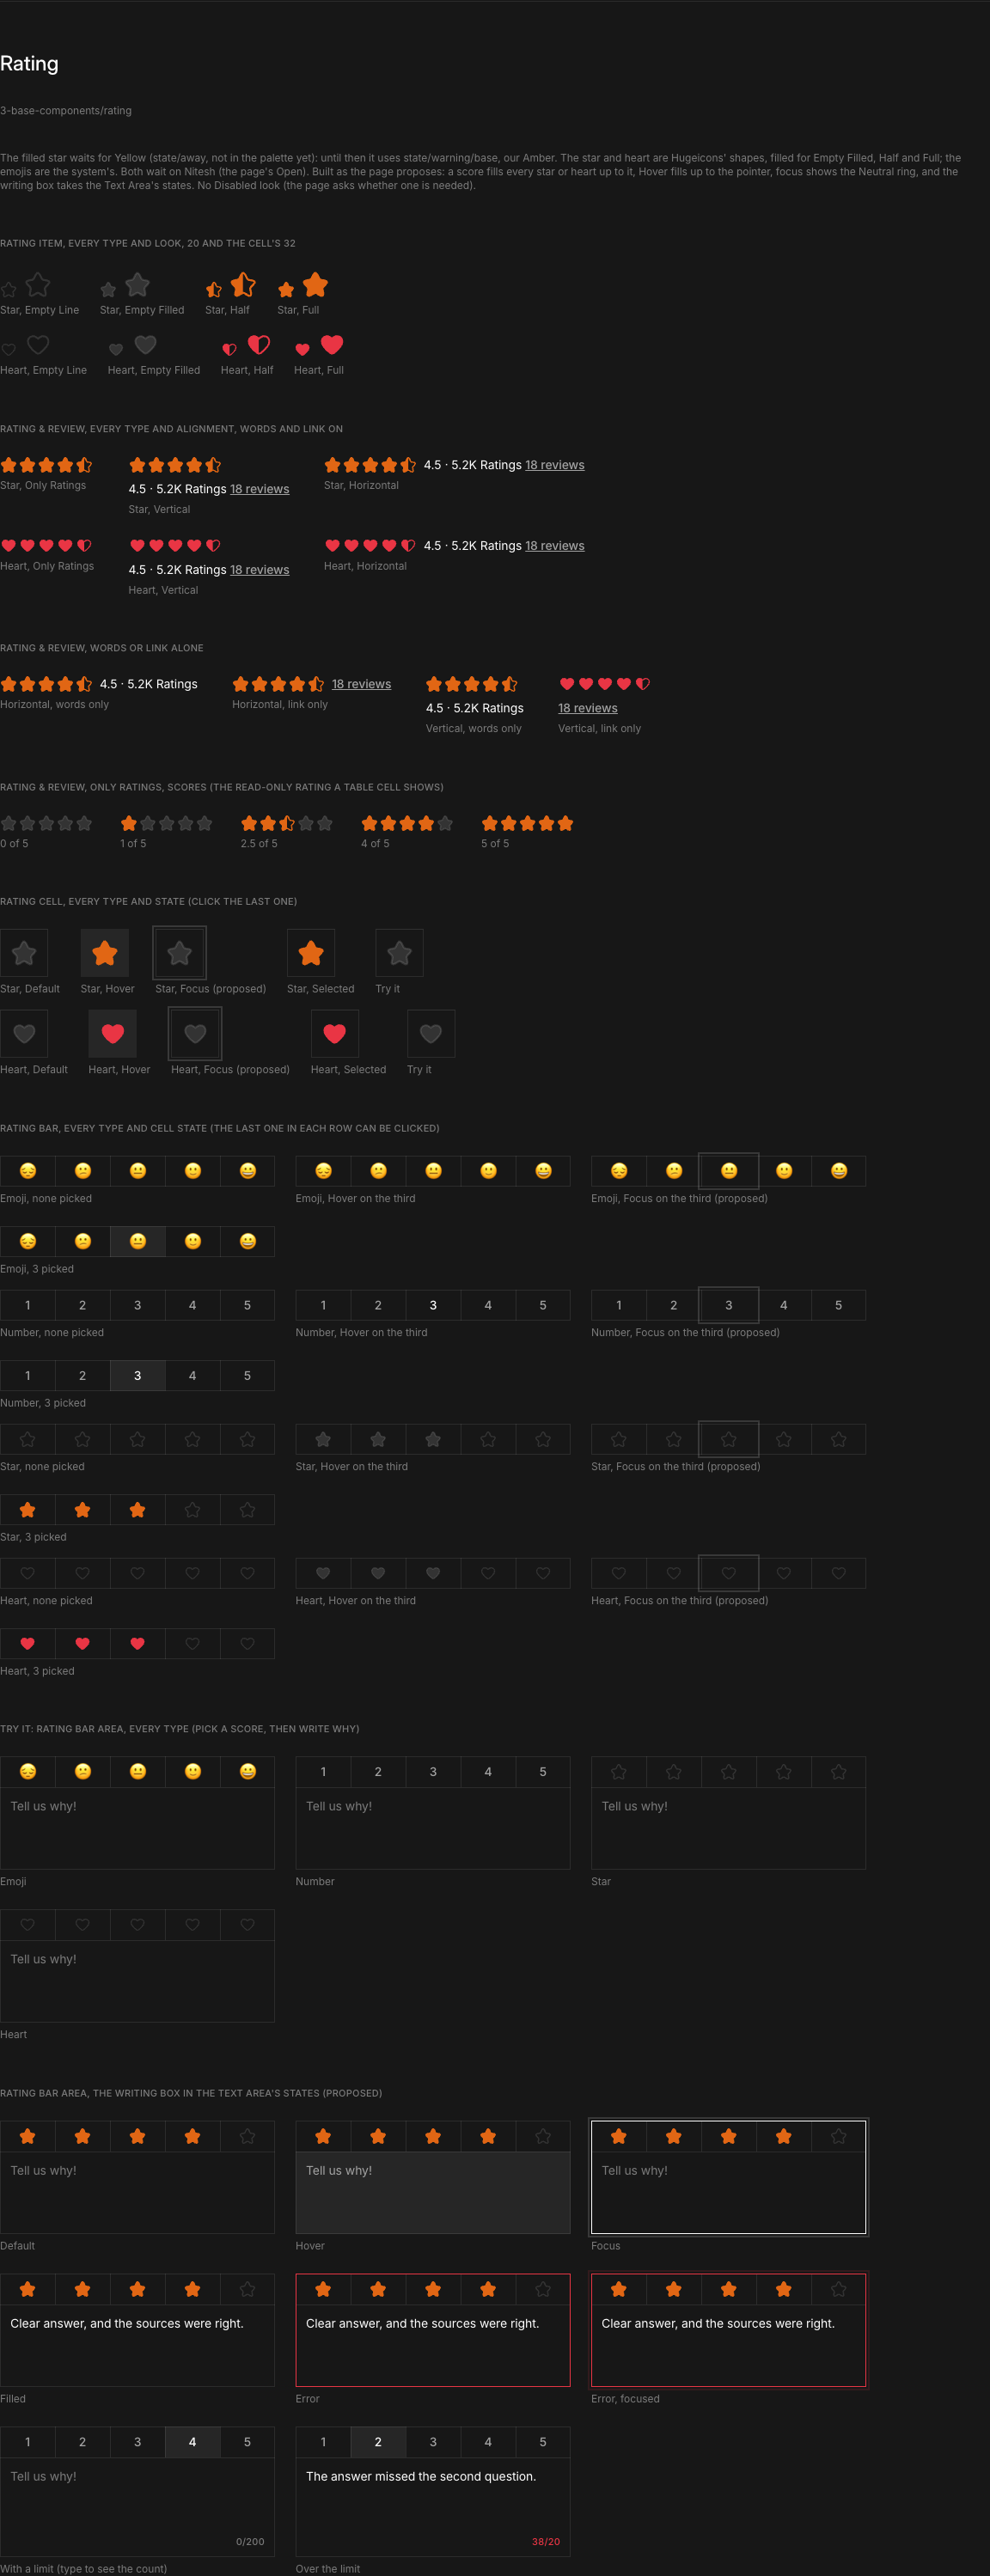 Rating
3-base-components/rating
The filled star waits for Yellow (state/away, not in the palette yet): until then it uses state/warning/base, our Amber. The star and heart are Hugeicons' shapes, filled for Empty Filled, Half and Full; the
emojis are the system's. Both wait on Nitesh (the page's Open). Built as the page proposes: a score fills every star or heart up to it, Hover fills up to the pointer, focus shows the Neutral ring, and the
writing box takes the Text Area's states. No Disabled look (the page asks whether one is needed).
RATING ITEM, EVERY TYPE AND LOOK, 20 AND THE CELL'S 32
Star, Empty Line Star, Empty Filled Star, Half Star, Full
Heart, Empty Line Heart, Empty Filled Heart, Half Heart, Full
RATING & REVIEW, EVERY TYPE AND ALIGNMENT, WORDS AND LINK ON
4.5 · 5.2K Ratings 18 reviews
Star, Only Ratings 4.5 · 5.2K Ratings 18 reviews Star, Horizontal
Star, Vertical
4.5 · 5.2K Ratings 18 reviews
Heart, Only Ratings 4.5 · 5.2K Ratings 18 reviews Heart, Horizontal
Heart, Vertical
RATING & REVIEW, WORDS OR LINK ALONE
4.5 · 5.2K Ratings 18 reviews
Horizontal, words only Horizontal, link only 4.5 · 5.2K Ratings 18 reviews
Vertical, words only Vertical, link only
RATING & REVIEW, ONLY RATINGS, SCORES (THE READ-ONLY RATING A TABLE CELL SHOWS)
0 of 5 1 of 5 2.5 of 5 4 of 5 5 of 5
RATING CELL, EVERY TYPE AND STATE (CLICK THE LAST ONE)
Star, Default Star, Hover Star, Focus (proposed) Star, Selected Try it
Heart, Default Heart, Hover Heart, Focus (proposed) Heart, Selected Try it
RATING BAR, EVERY TYPE AND CELL STATE (THE LAST ONE IN EACH ROW CAN BE CLICKED)
Emoji, none picked Emoji, Hover on the third Emoji, Focus on the third (proposed)
Emoji, 3 picked
1 2 3 4 5 1 2 3 4 5 1 2 3 4 5
Number, none picked Number, Hover on the third Number, Focus on the third (proposed)
1 2 3 4 5
Number, 3 picked
Star, none picked Star, Hover on the third Star, Focus on the third (proposed)
Star, 3 picked
Heart, none picked Heart, Hover on the third Heart, Focus on the third (proposed)
Heart, 3 picked
TRY IT: RATING BAR AREA, EVERY TYPE (PICK A SCORE, THEN WRITE WHY)
1 2 3 4 5
Tell us why! Tell us why! Tell us why!
Emoji Number Star
Tell us why!
Heart
RATING BAR AREA, THE WRITING BOX IN THE TEXT AREA'S STATES (PROPOSED)
Tell us why! Tell us why! Tell us why!
Default Hover Focus
Clear answer, and the sources were right. Clear answer, and the sources were right. Clear answer, and the sources were right.
Filled Error Error, focused
1 2 3 4 5 1 2 3 4 5
Tell us why! The answer missed the second question.
0/200 38/20
With a limit (type to see the count) Over the limit